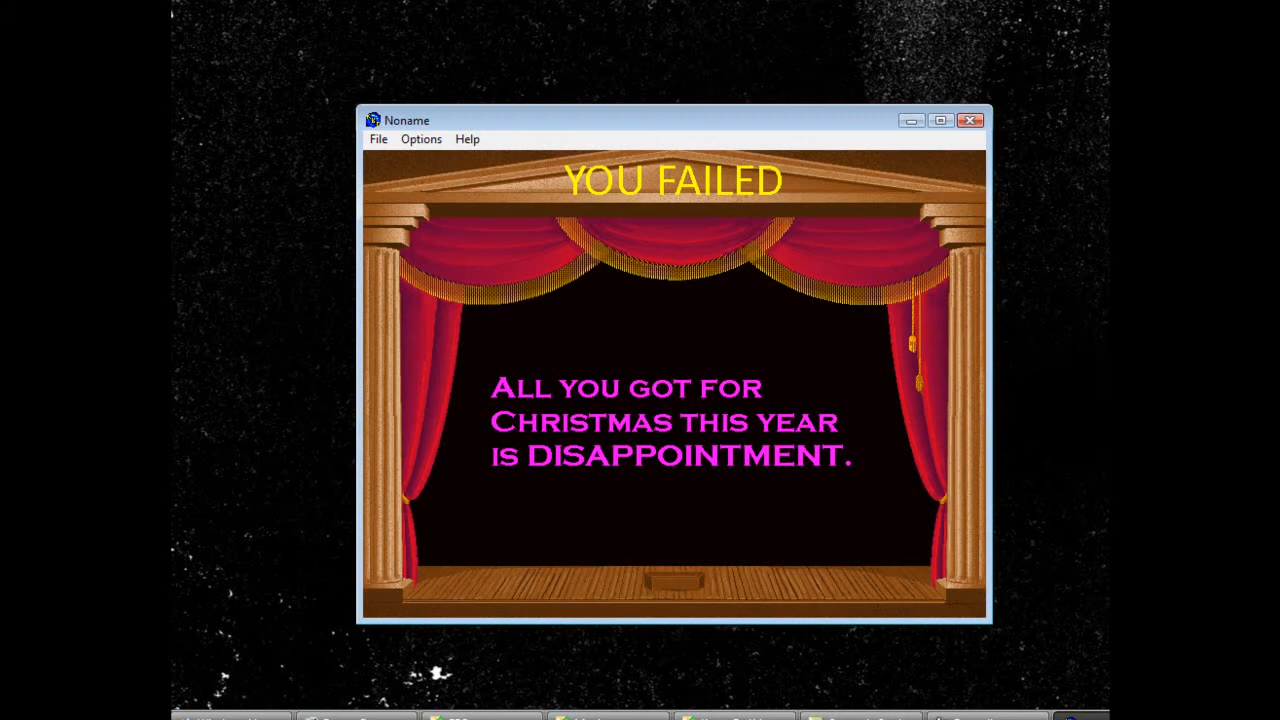 Noname
File Options Help
YOU FAILED
ALL YOU GOT FOR
CHRISTMAS THIS YEAR
IS DISAPPOINTMENT.